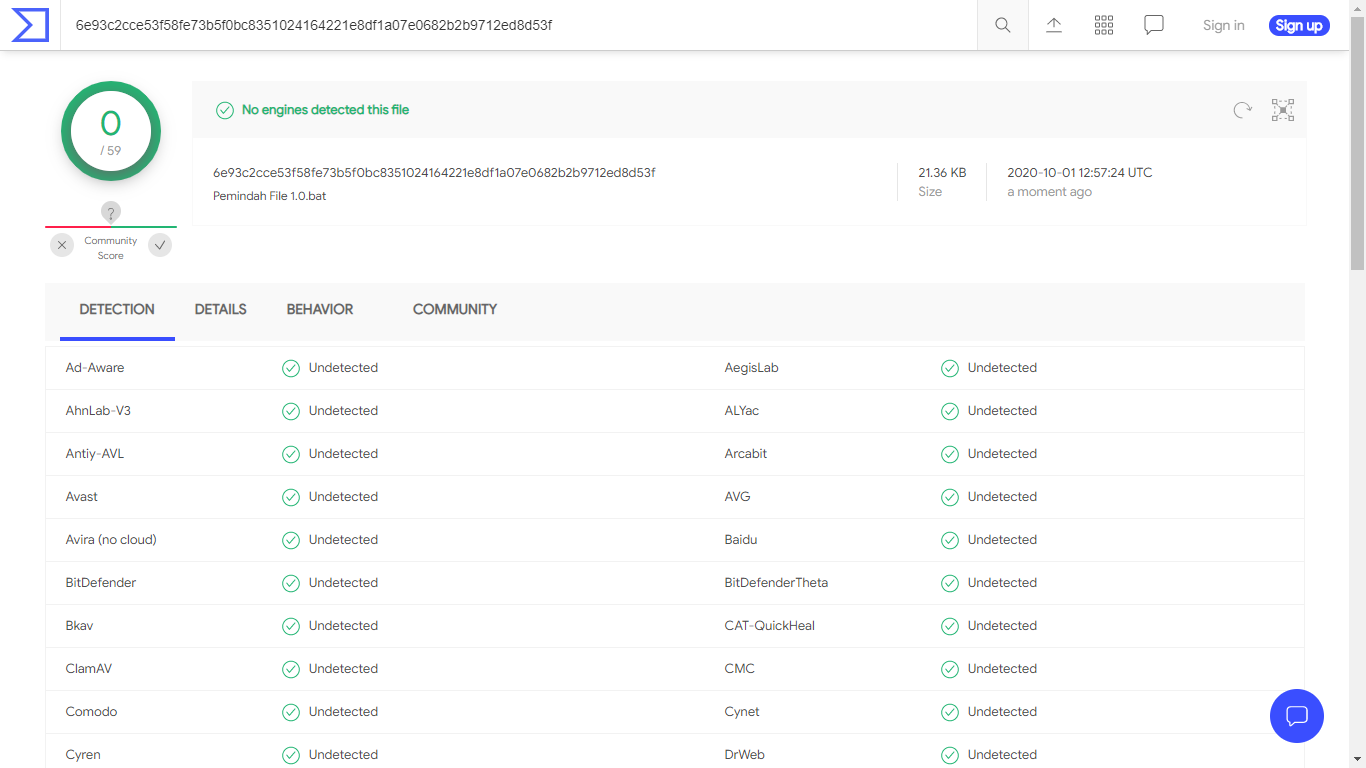 6e93c2cce53f58fe73b5f0bc8351024164221e8df1a07e0682b2b9712ed8d53f
Sign in
Sign up
0
/ 59
No engines detected this file
6e93c2cce53f58fe73b5f0bc8351024164221e8df1a07e0682b2b9712ed8d53f
Pemindah File 1.0.bat
21.36 KB
Size
2020-10-01 12:57:24 UTC
a moment ago
?
Community
Score
DETECTION DETAILS BEHAVIOR COMMUNITY
Ad-Aware Undetected AegisLab Undetected
AhnLab-V3 Undetected ALYac Undetected
Antiy-AVL Undetected Arcabit Undetected
Avast Undetected AVG Undetected
Avira (no cloud) Undetected Baidu Undetected
BitDefender Undetected BitDefenderTheta Undetected
Bkav Undetected CAT-QuickHeal Undetected
ClamAV Undetected CMC Undetected
Comodo Undetected Cynet Undetected
Cyren Undetected DrWeb Undetected